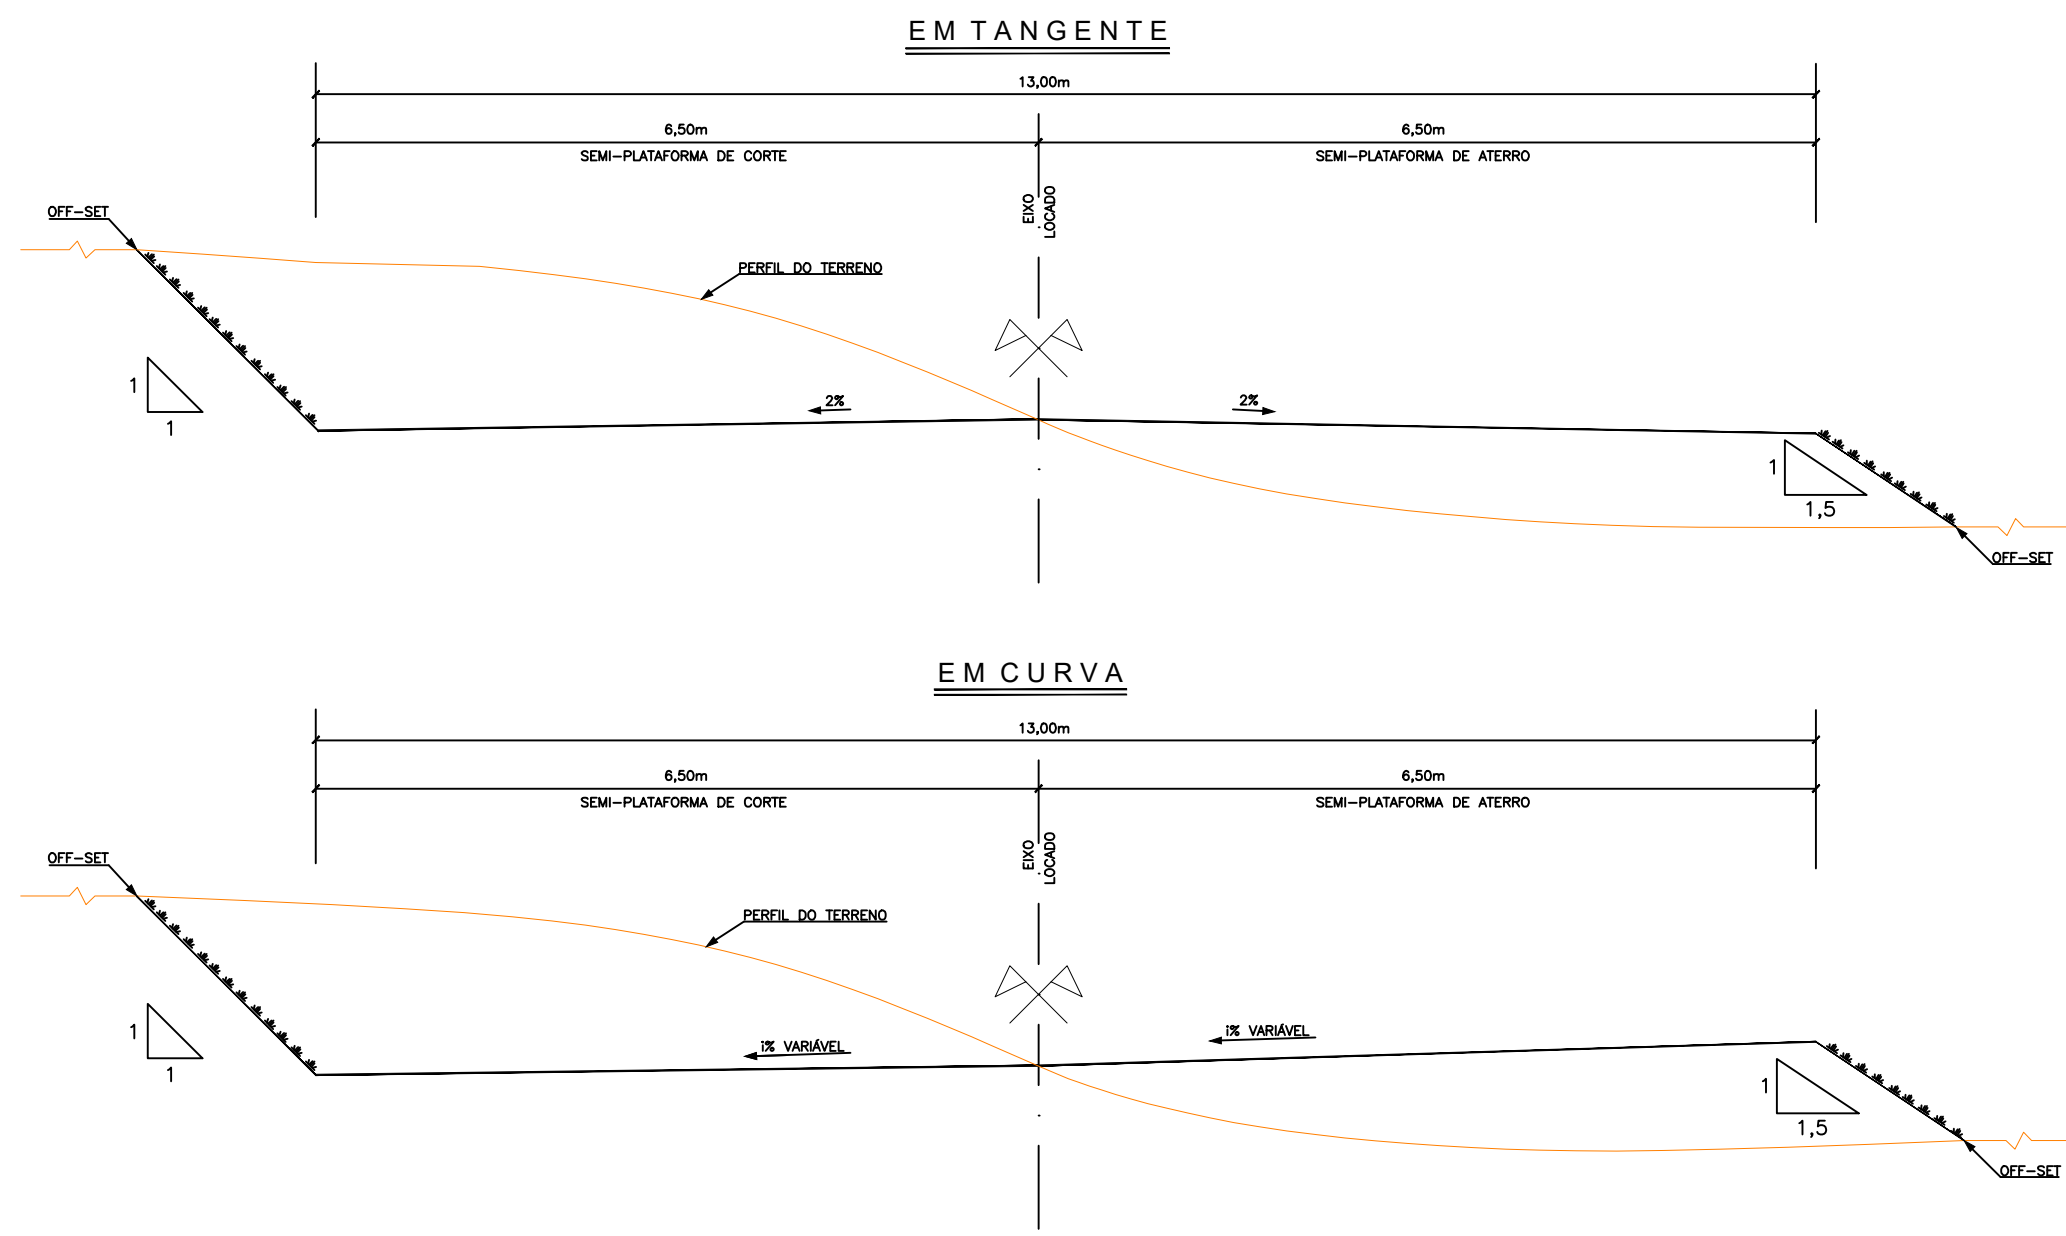 EM TANGENTE
13,00m
6,50m
6,50m
SEMI-PLATAFORMA DE CORTE
SEMI-PLATAFORMA DE ATERRO
EIXO
LOCADO
OFF-SET
PERFIL DO TERRENO
2%
2%
1
1
1
1,5
OFF-SET
EM CURVA
13,00m
6,50m
6,50m
SEMI-PLATAFORMA DE CORTE
SEMI-PLATAFORMA DE ATERRO
EIXO
LOCADO
OFF-SET
PERFIL DO TERRENO
i% VARIÁVEL
i% VARIÁVEL
1
1
1
1,5
OFF-SET